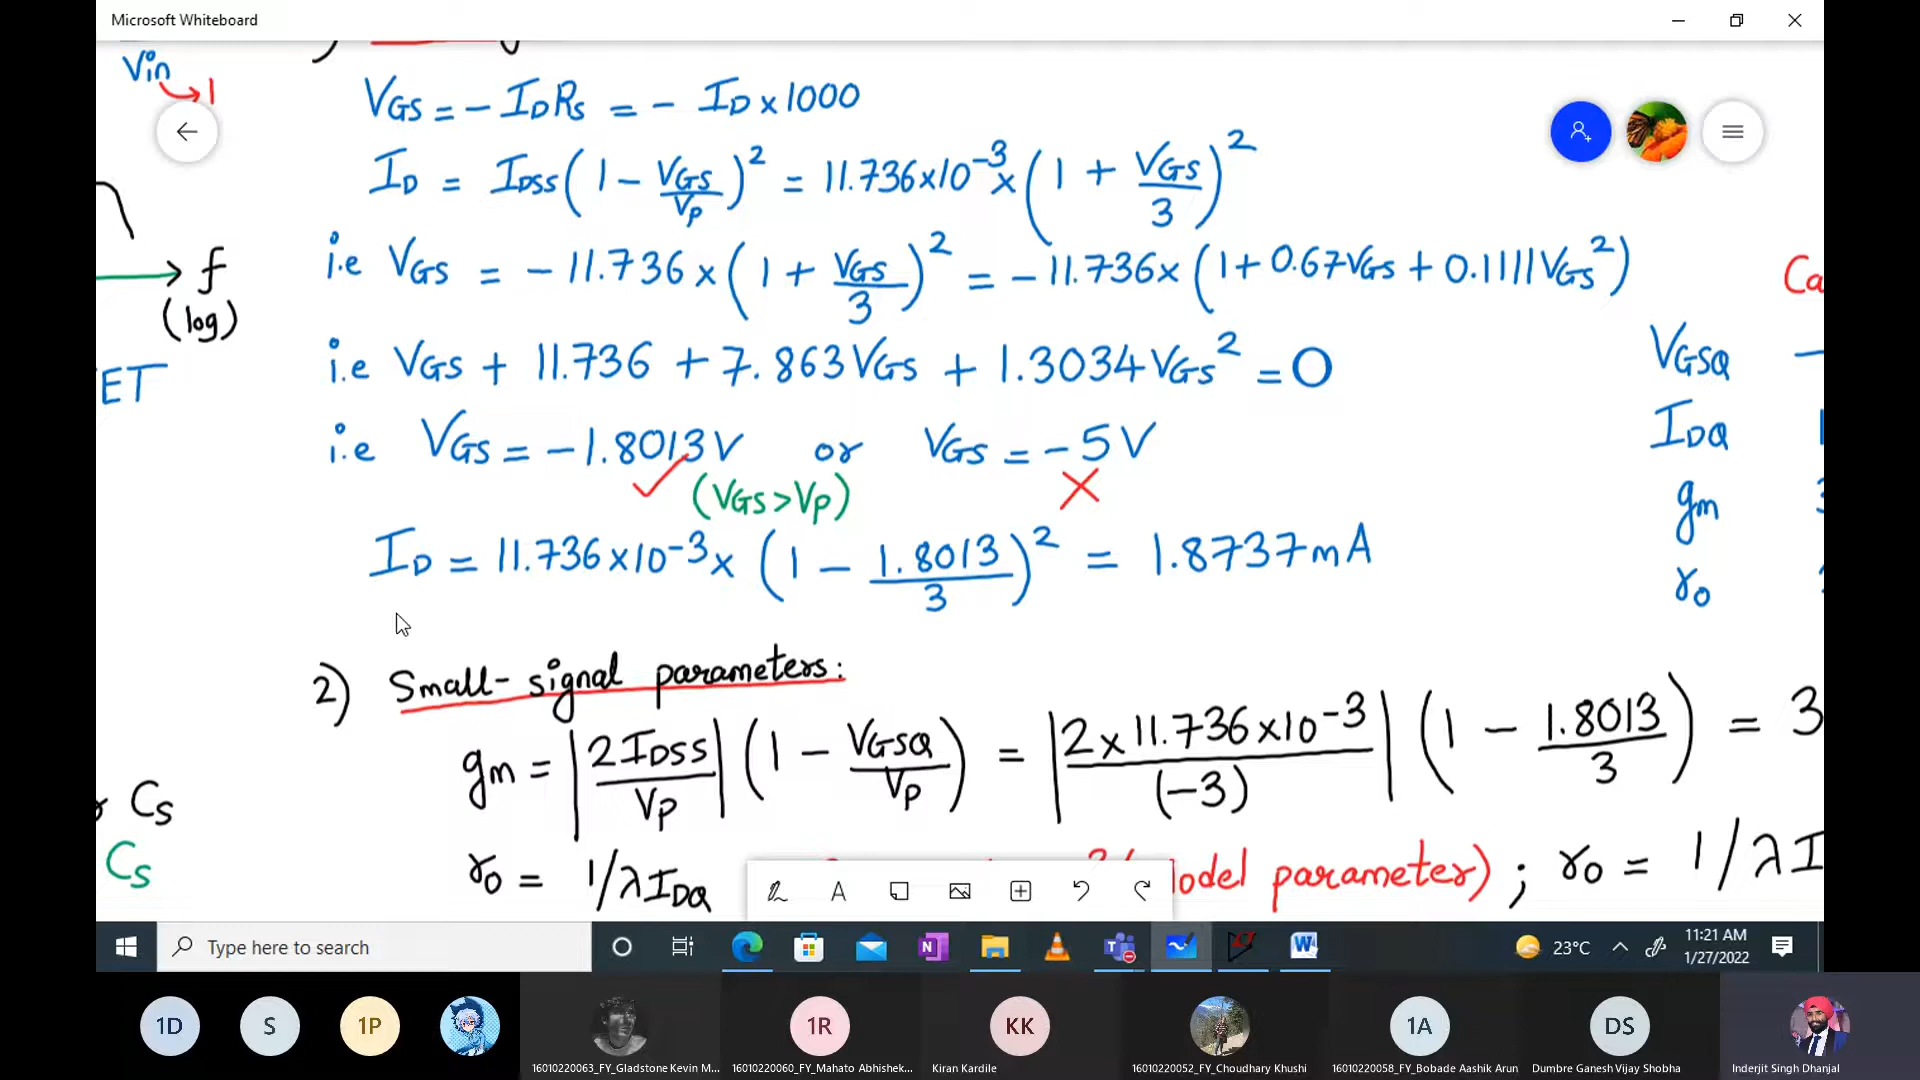 Microsoft Whiteboard
Vin
1
VGS = - IDRS = - ID x 1000
ID = IDSS(1 - VGS/Vp)² = 11.736x10⁻³ x (1 + VGS/3)²
i.e VGS = - 11.736 x (1 + VGS/3)² = - 11.736x (1 + 0.67VGS + 0.1111VGS²)
Ca
f
(log)
i.e VGS + 11.736 + 7.863VGS + 1.3034VGS² = 0
VGSQ -
ET
i.e VGS = -1.8013V or VGS = -5V
IDQ
✓ (VGS > Vp) ×
gm
ID = 11.736x10⁻³x (1 - 1.8013/3)² = 1.8737mA
ro
2) Small-signal parameters:
gm = |2IDSS/Vp| (1 - VGSQ/Vp) = |2x11.736x10⁻³/(-3)| (1 - 1.8013/3) = 3
Cs
Cs
ro = 1/λIDQ odel parameter) ; ro = 1/λI
Type here to search
23°C
11:21 AM
1/27/2022
1D S 1P 1R KK 1A DS
16010220063_FY_Gladstone Kevin M... 16010220060_FY_Mahato Abhishek... Kiran Kardile 16010220052_FY_Choudhary Khushi 16010220058_FY_Bobade Aashik Arun Dumbre Ganesh Vijay Shobha Inderjit Singh Dhanjal